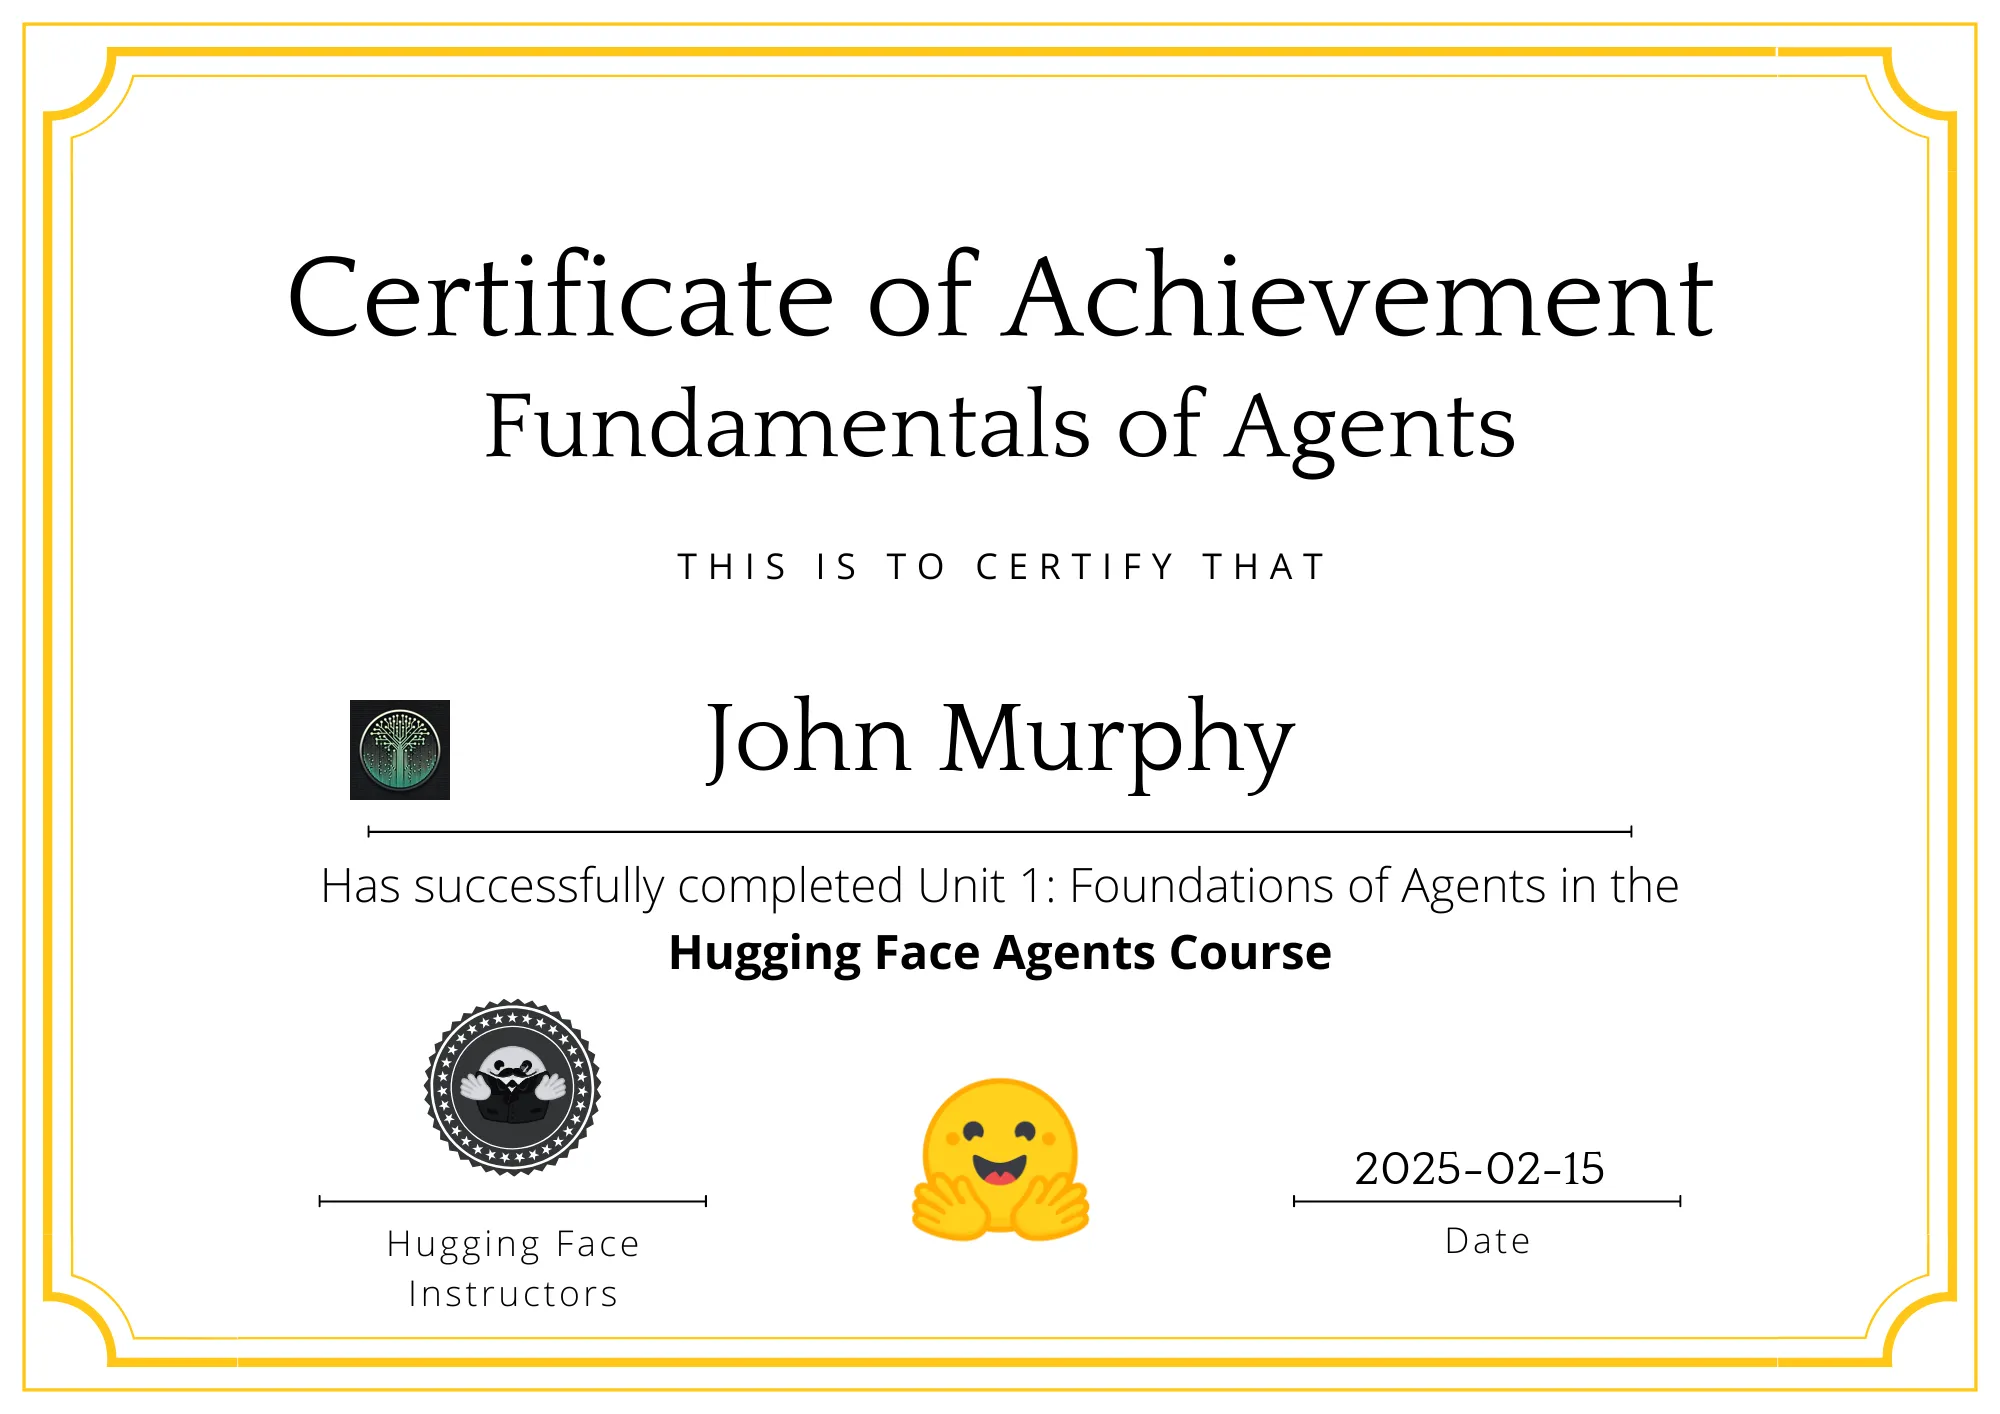 Certificate of Achievement
Fundamentals of Agents
THIS IS TO CERTIFY THAT
John Murphy
Has successfully completed Unit 1: Foundations of Agents in the
Hugging Face Agents Course
2025-02-15
Hugging Face
Instructors
Date